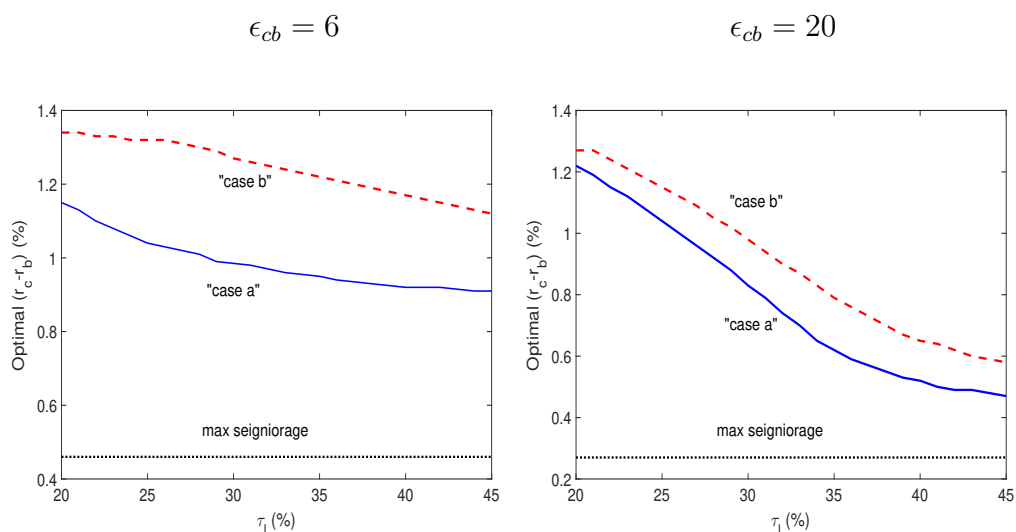 ϵ_cb = 6
1.4
1.2
1
0.8
0.6
0.4
Optimal (r_c-r_b) (%)
"case b"
"case a"
max seigniorage
20 25 30 35 40 45
τ_l (%)
ϵ_cb = 20
1.4
1.2
1
0.8
0.6
0.4
0.2
Optimal (r_c-r_b) (%)
"case b"
"case a"
max seigniorage
20 25 30 35 40 45
τ_l (%)